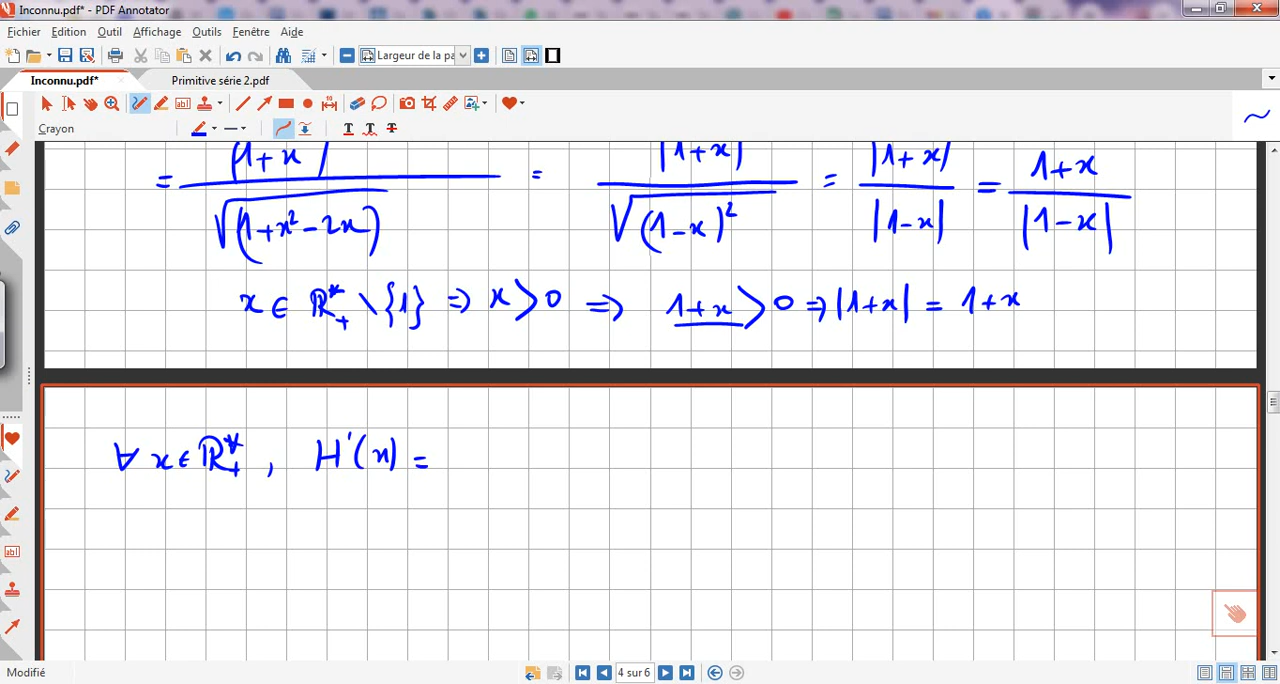 Inconnu.pdf* - PDF Annotator
Fichier Edition Outil Affichage Outils Fenêtre Aide
Largeur de la pa
Inconnu.pdf* Primitive série 2.pdf
Crayon
= |1+x| / √(1+x²-2x) = |1+x| / √(1-x)² = |1+x| / |1-x| = 1+x / |1-x|
x ∈ ℝ*₊ \ {1} ⇒ x > 0 ⇒ 1+x > 0 ⇒ |1+x| = 1+x
∀ x ∈ ℝ*₊ , H'(x) =
Modifié 4 sur 6